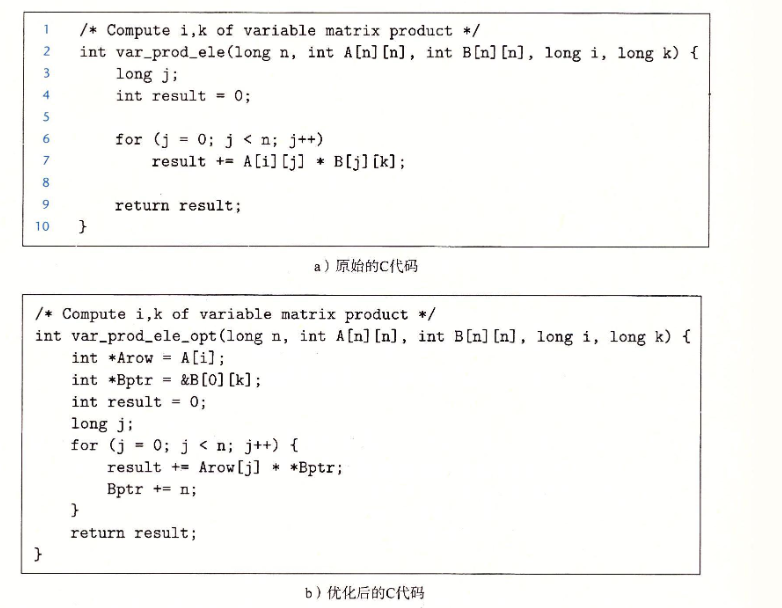 1 /* Compute i,k of variable matrix product */
2 int var_prod_ele(long n, int A[n][n], int B[n][n], long i, long k) {
3 long j;
4 int result = 0;
5
6 for (j = 0; j < n; j++)
7 result += A[i][j] * B[j][k];
8
9 return result;
10 }
a）原始的C代码
/* Compute i,k of variable matrix product */
int var_prod_ele_opt(long n, int A[n][n], int B[n][n], long i, long k) {
int *Arow = A[i];
int *Bptr = &B[0][k];
int result = 0;
long j;
for (j = 0; j < n; j++) {
result += Arow[j] * *Bptr;
Bptr += n;
}
return result;
}
b）优化后的C代码